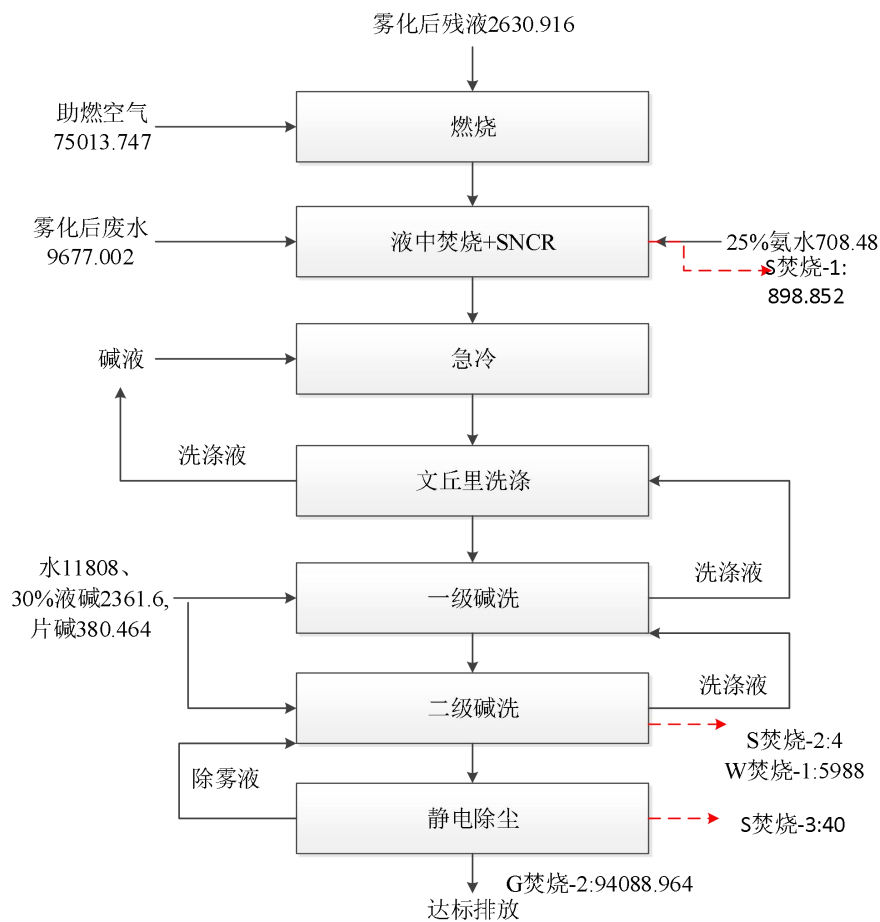 雾化后残液2630.916
助燃空气
75013.747
燃烧
雾化后废水
9677.002
液中焚烧+SNCR
25%氨水708.48
S焚烧-1:
898.852
碱液
急冷
洗涤液
文丘里洗涤
水11808、
30%液碱2361.6,
片碱380.464
一级碱洗
洗涤液
二级碱洗
洗涤液
S焚烧-2:4
W焚烧-1:5988
除雾液
静电除尘
S焚烧-3:40
G焚烧-2:94088.964
达标排放